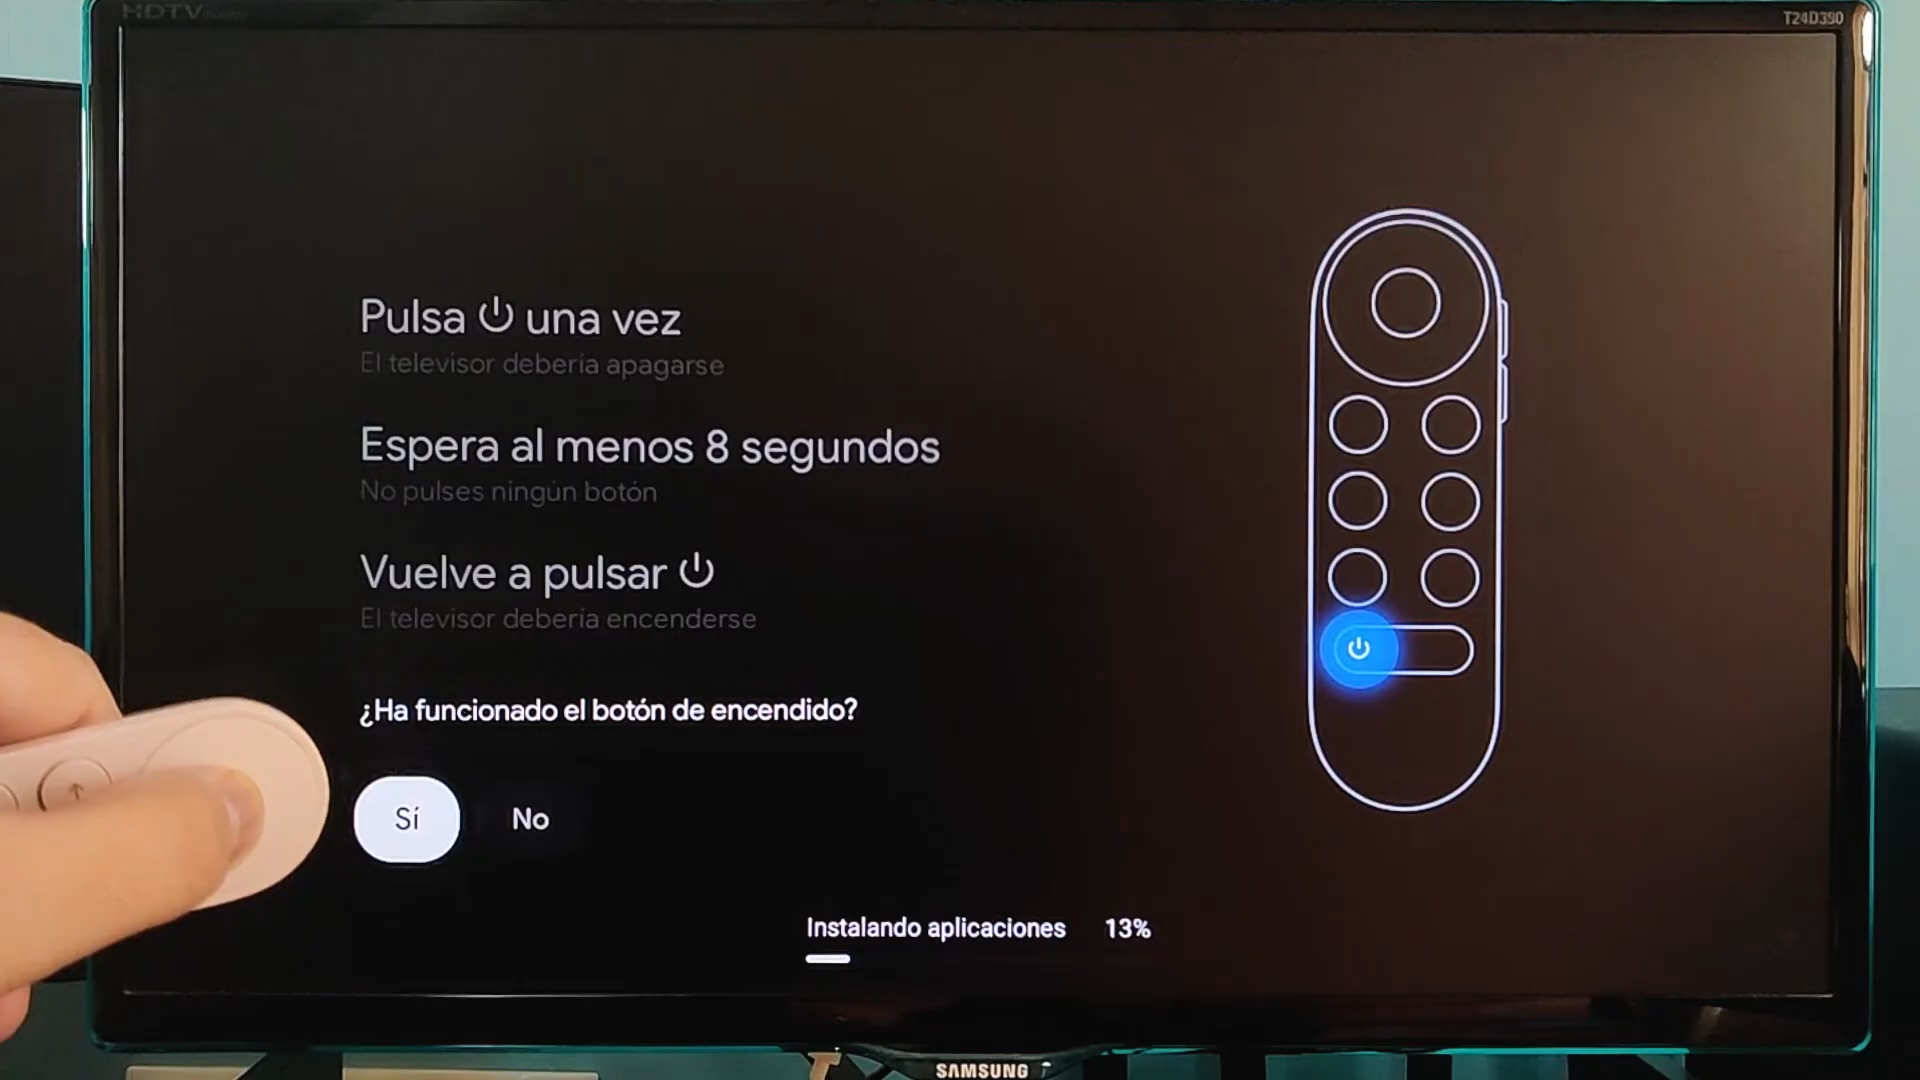 HDTV
T24D390
Pulsa una vez
El televisor debería apagarse
Espera al menos 8 segundos
No pulses ningún botón
Vuelve a pulsar
El televisor debería encenderse
¿Ha funcionado el botón de encendido?
Sí No
Instalando aplicaciones 13%
SAMSUNG